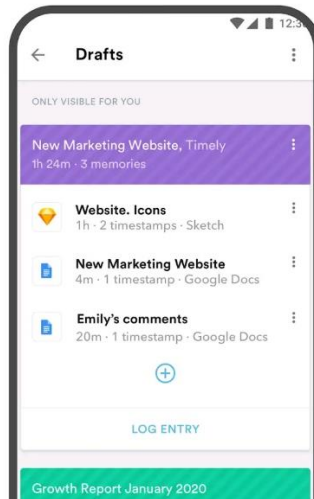 12:30
Drafts
ONLY VISIBLE FOR YOU
New Marketing Website, Timely
1h 24m · 3 memories
Website. Icons
1h · 2 timestamps · Sketch
New Marketing Website
4m · 1 timestamp · Google Docs
Emily's comments
20m · 1 timestamp · Google Docs
LOG ENTRY
Growth Report January 2020